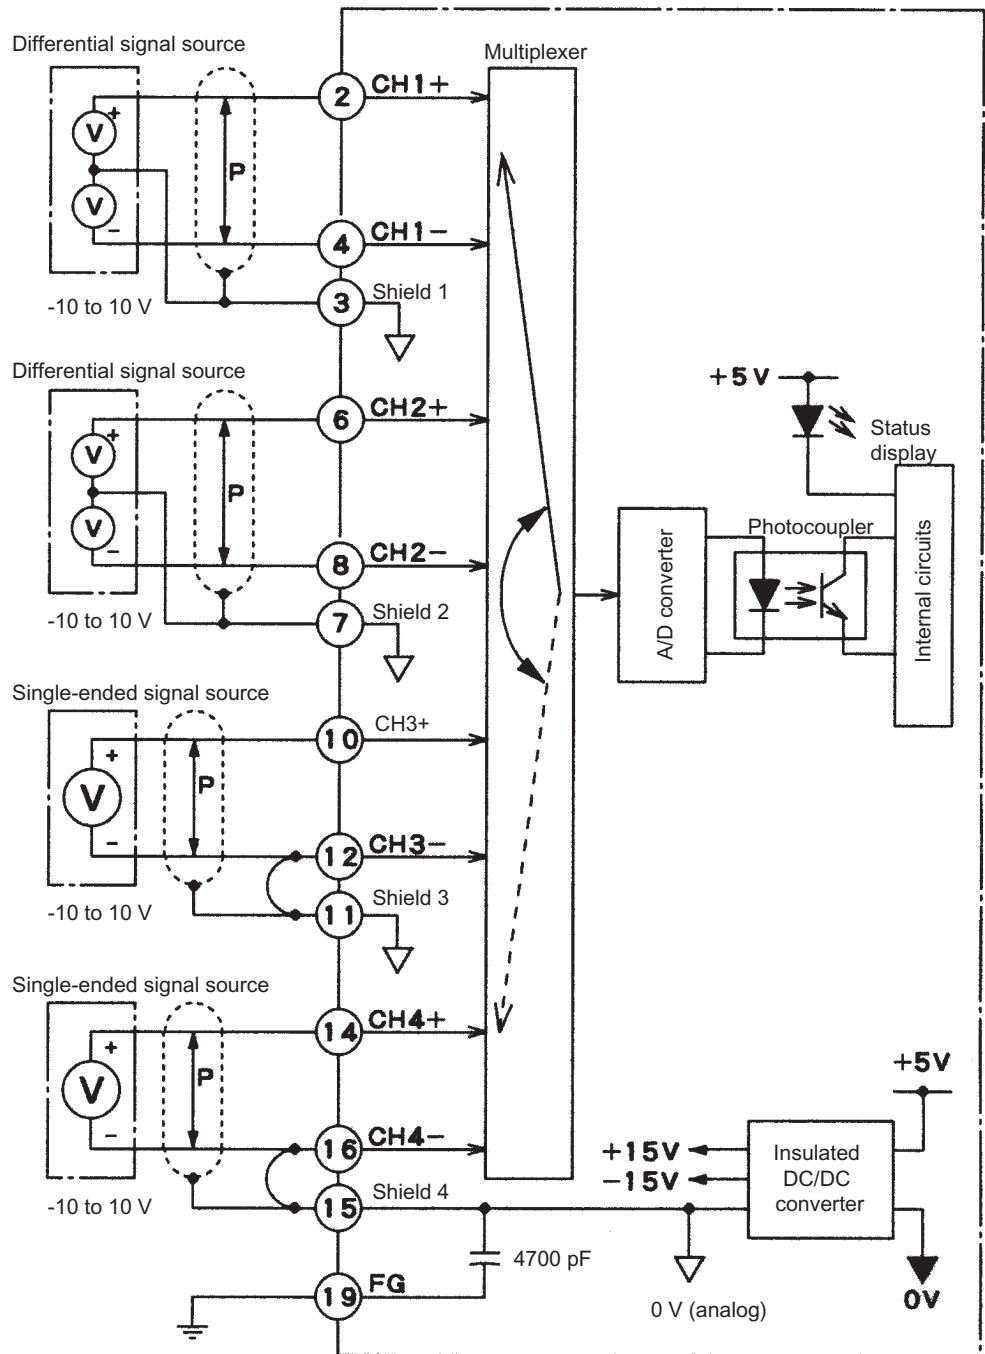 Differential signal source
Multiplexer
2
CH1+
+
V
P
V
−
4
CH1−
-10 to 10 V
3
Shield 1
Differential signal source
6
CH2+
+
V
P
V
−
8
CH2−
-10 to 10 V
7
Shield 2
+5V
Status
display
Photocoupler
A/D converter
Internal circuits
Single-ended signal source
10
CH3+
+
P
V
−
12
CH3−
-10 to 10 V
11
Shield 3
Single-ended signal source
14
CH4+
+
P
V
−
16
CH4−
-10 to 10 V
15
Shield 4
+5V
+15V
−15V
Insulated
DC/DC
converter
4700 pF
19
FG
0 V (analog)
0V